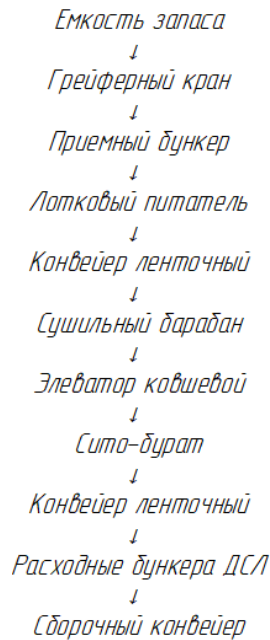 Емкость запаса
↓
Грейферный кран
↓
Приемный бункер
↓
Лотковый питатель
↓
Конвейер ленточный
↓
Сушильный барабан
↓
Элеватор ковшевой
↓
Сито-бурат
↓
Конвейер ленточный
↓
Расходные бункера ДСЛ
↓
Сборочный конвейер